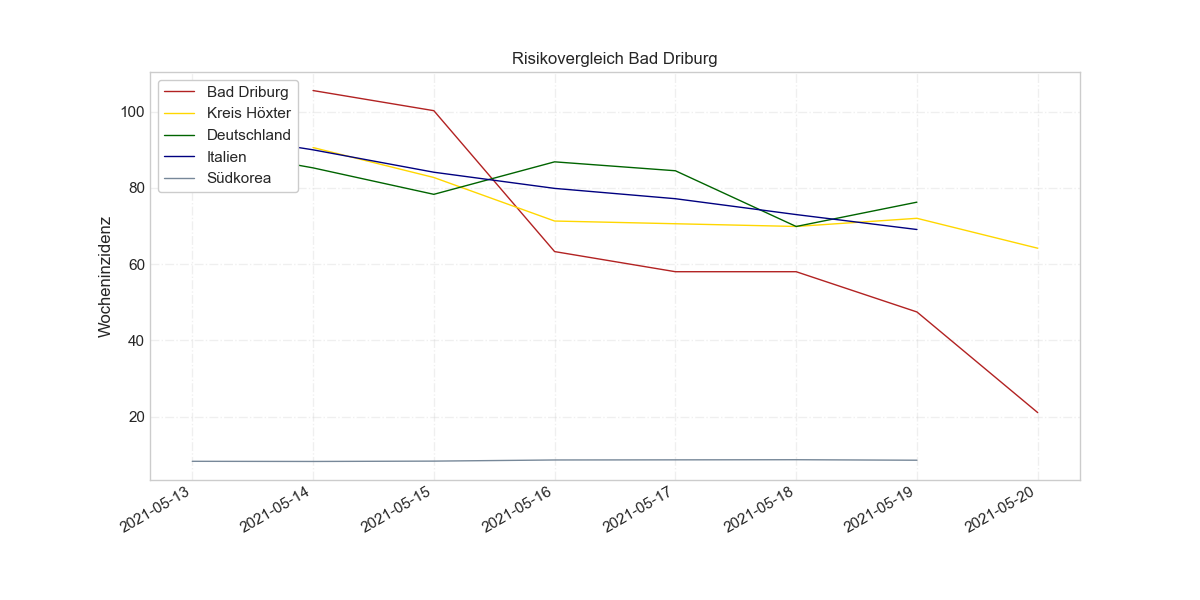 Risikovergleich Bad Driburg
Bad Driburg
Kreis Höxter
Deutschland
Italien
Südkorea
Wocheninzidenz
100
80
60
40
20
2021-05-13
2021-05-14
2021-05-15
2021-05-16
2021-05-17
2021-05-18
2021-05-19
2021-05-20